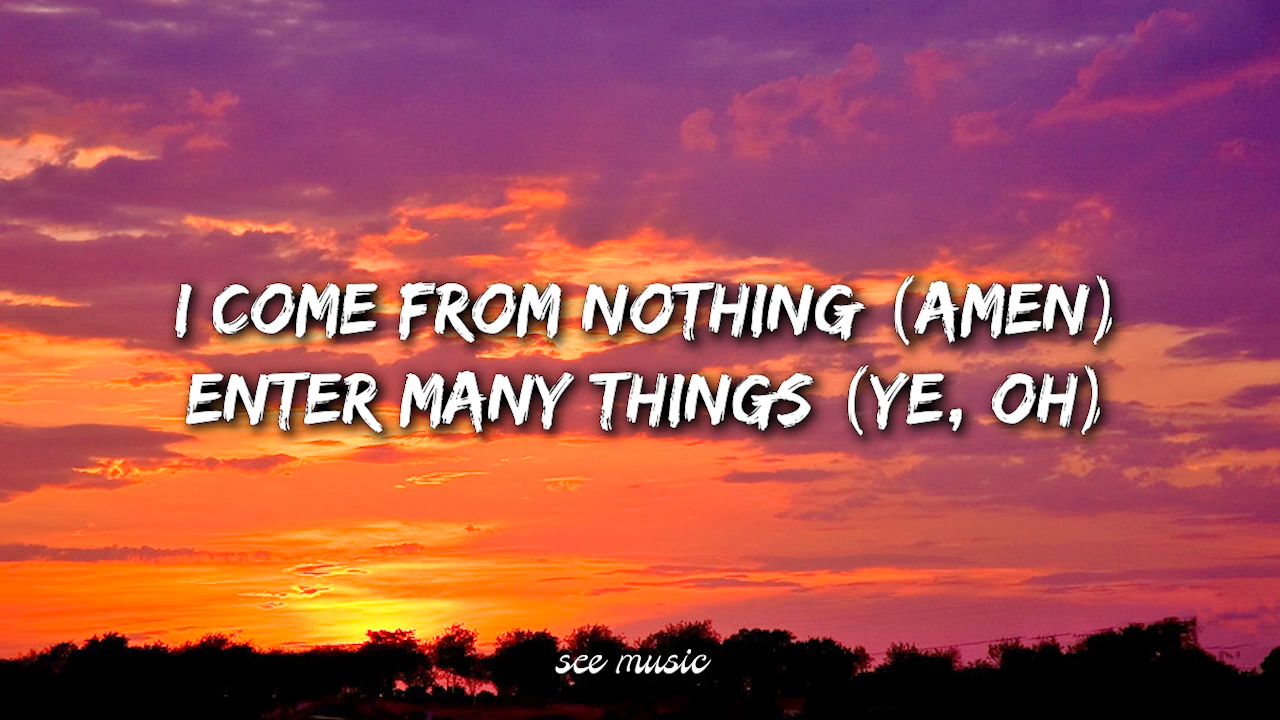 I COME FROM NOTHING (AMEN)
ENTER MANY THINGS (YE, OH)
see music